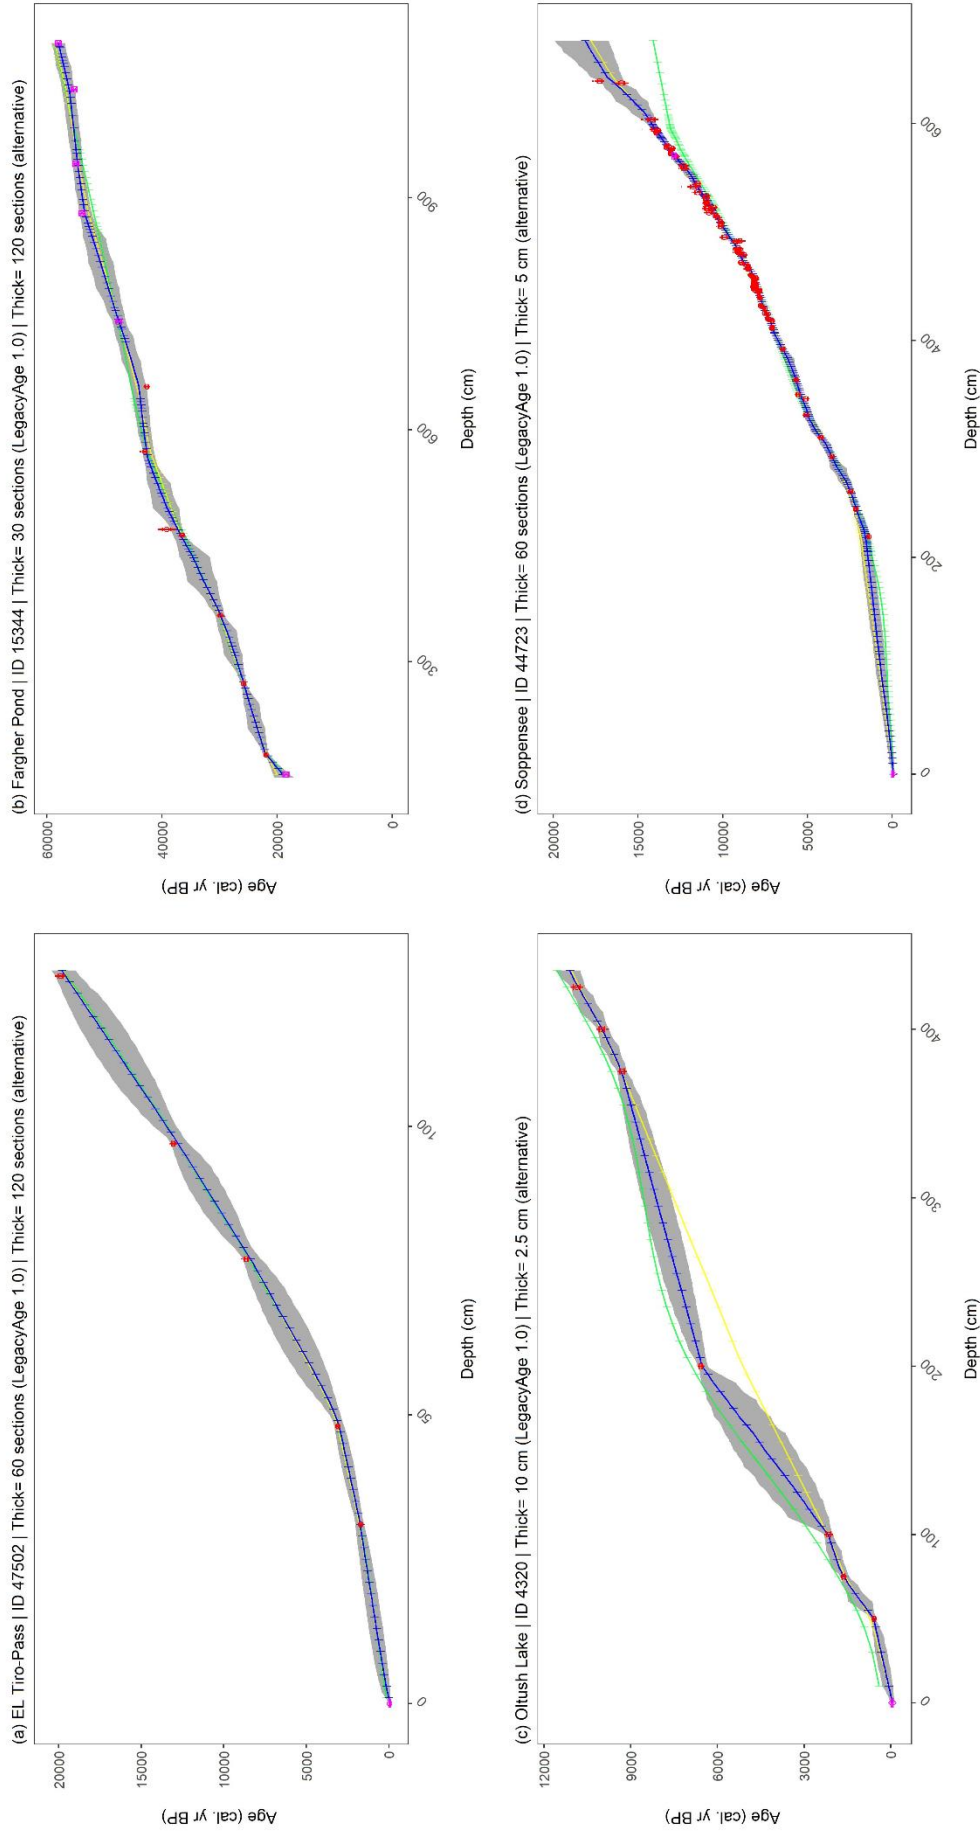 (a) EL Tiro-Pass | ID 47502 | Thick= 60 sections (LegacyAge 1.0) | Thick= 120 sections (alternative)
20000
15000
10000
5000
0
Age (cal. yr BP)
0
50
100
Depth (cm)
(b) Fargher Pond | ID 15344 | Thick= 30 sections (LegacyAge 1.0) | Thick= 120 sections (alternative)
60000
40000
20000
0
Age (cal. yr BP)
300
600
900
Depth (cm)
(c) Oltush Lake | ID 4320 | Thick= 10 cm (LegacyAge 1.0) | Thick= 2.5 cm (alternative)
12000
9000
6000
3000
0
Age (cal. yr BP)
0
100
200
300
400
Depth (cm)
(d) Soppensee | ID 44723 | Thick= 60 sections (LegacyAge 1.0) | Thick= 5 cm (alternative)
20000
15000
10000
5000
0
Age (cal. yr BP)
0
200
400
600
Depth (cm)